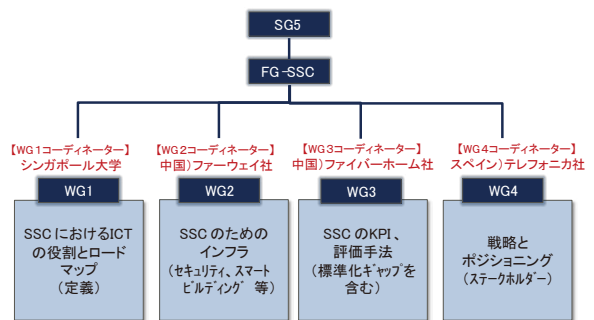 SG5
FG-SSC
【WG1コーディネーター】
シンガポール大学
【WG2コーディネーター】
中国)ファーウェイ社
【WG3コーディネーター】
中国)ファイバーホーム社
【WG4コーディネーター】
スペイン)テレフォニカ社
WG1
WG2
WG3
WG4
SSCにおけるICT
の役割とロード
マップ
(定義)
SSCのための
インフラ
(セキュリティ、スマート
ビルディング 等)
SSCのKPI、
評価手法
(標準化ギャップを
含む)
戦略と
ポジショニング
(ステークホルダー)